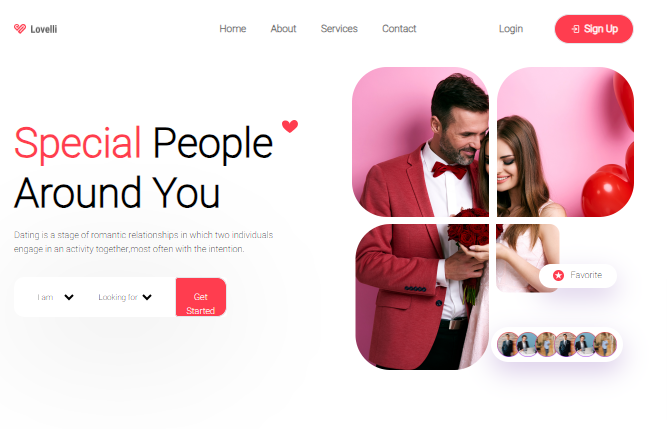 Lovelli
Home About Services Contact Login Sign Up
Special People
Around You
Dating is a stage of romantic relationships in which two individuals
engage in an activity together,most often with the intention.
I am Looking for Get
Started
Favorite